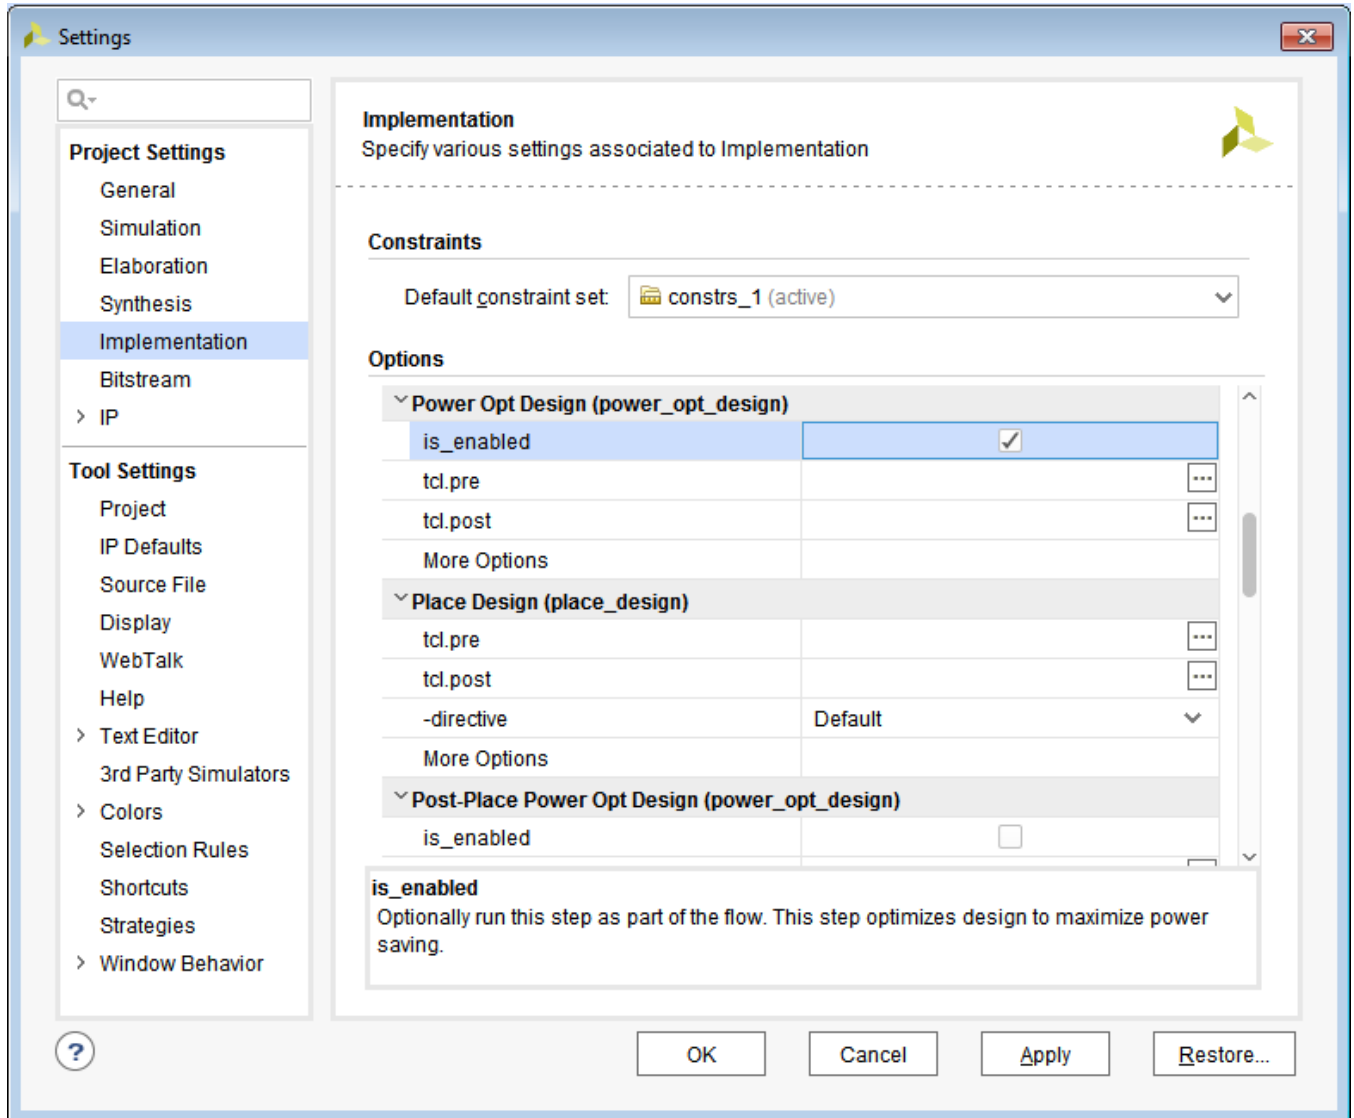 Settings
Project Settings
General
Simulation
Elaboration
Synthesis
Implementation
Bitstream
IP
Tool Settings
Project
IP Defaults
Source File
Display
WebTalk
Help
Text Editor
3rd Party Simulators
Colors
Selection Rules
Shortcuts
Strategies
Window Behavior
Implementation
Specify various settings associated to Implementation
Constraints
Default constraint set: constrs_1 (active)
Options
Power Opt Design (power_opt_design)
is_enabled
tcl.pre
tcl.post
More Options
Place Design (place_design)
tcl.pre
tcl.post
-directive Default
More Options
Post-Place Power Opt Design (power_opt_design)
is_enabled
is_enabled
Optionally run this step as part of the flow. This step optimizes design to maximize power
saving.
? OK Cancel Apply Restore...